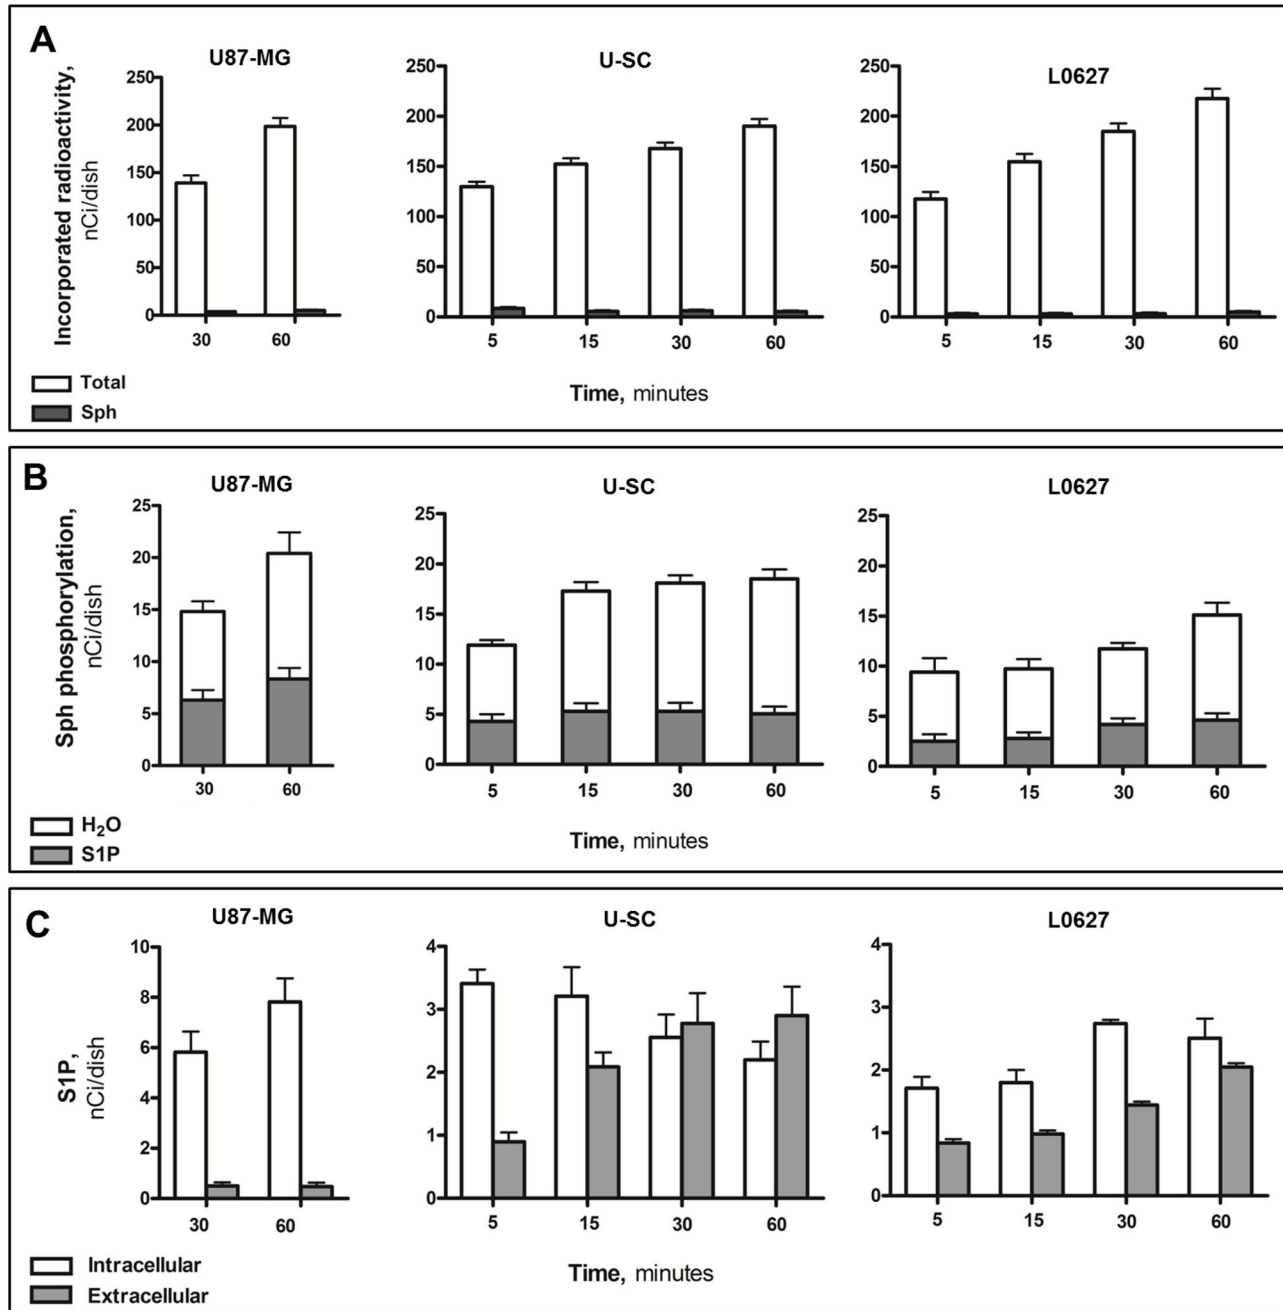 A
U87-MG
U-SC
L0627
Incorporated radioactivity,
nCi/dish
250
200
150
100
50
0
30 60
250
200
150
100
50
0
5 15 30 60
250
200
150
100
50
0
5 15 30 60
Total
Sph
Time, minutes
B
U87-MG
U-SC
L0627
Sph phosphorylation,
nCi/dish
25
20
15
10
5
0
30 60
25
20
15
10
5
0
5 15 30 60
25
20
15
10
5
0
5 15 30 60
H₂O
S1P
Time, minutes
C
U87-MG
U-SC
L0627
S1P,
nCi/dish
10
8
6
4
2
0
30 60
4
3
2
1
0
5 15 30 60
4
3
2
1
0
5 15 30 60
Intracellular
Extracellular
Time, minutes